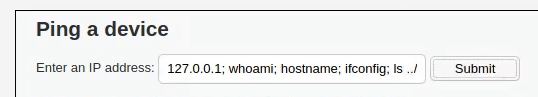 Ping a device
Enter an IP address: 127.0.0.1; whoami; hostname; ifconfig; ls ../ Submit